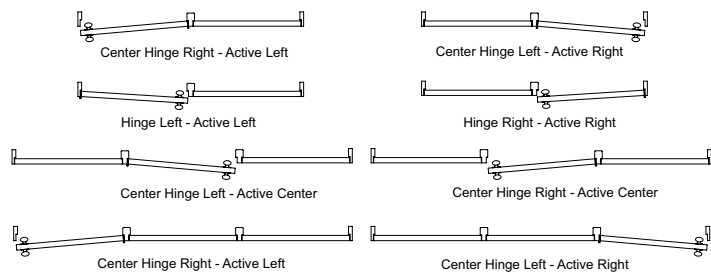 Center Hinge Right - Active Left
Center Hinge Left - Active Right
Hinge Left - Active Left
Hinge Right - Active Right
Center Hinge Left - Active Center
Center Hinge Right - Active Center
Center Hinge Right - Active Left
Center Hinge Left - Active Right